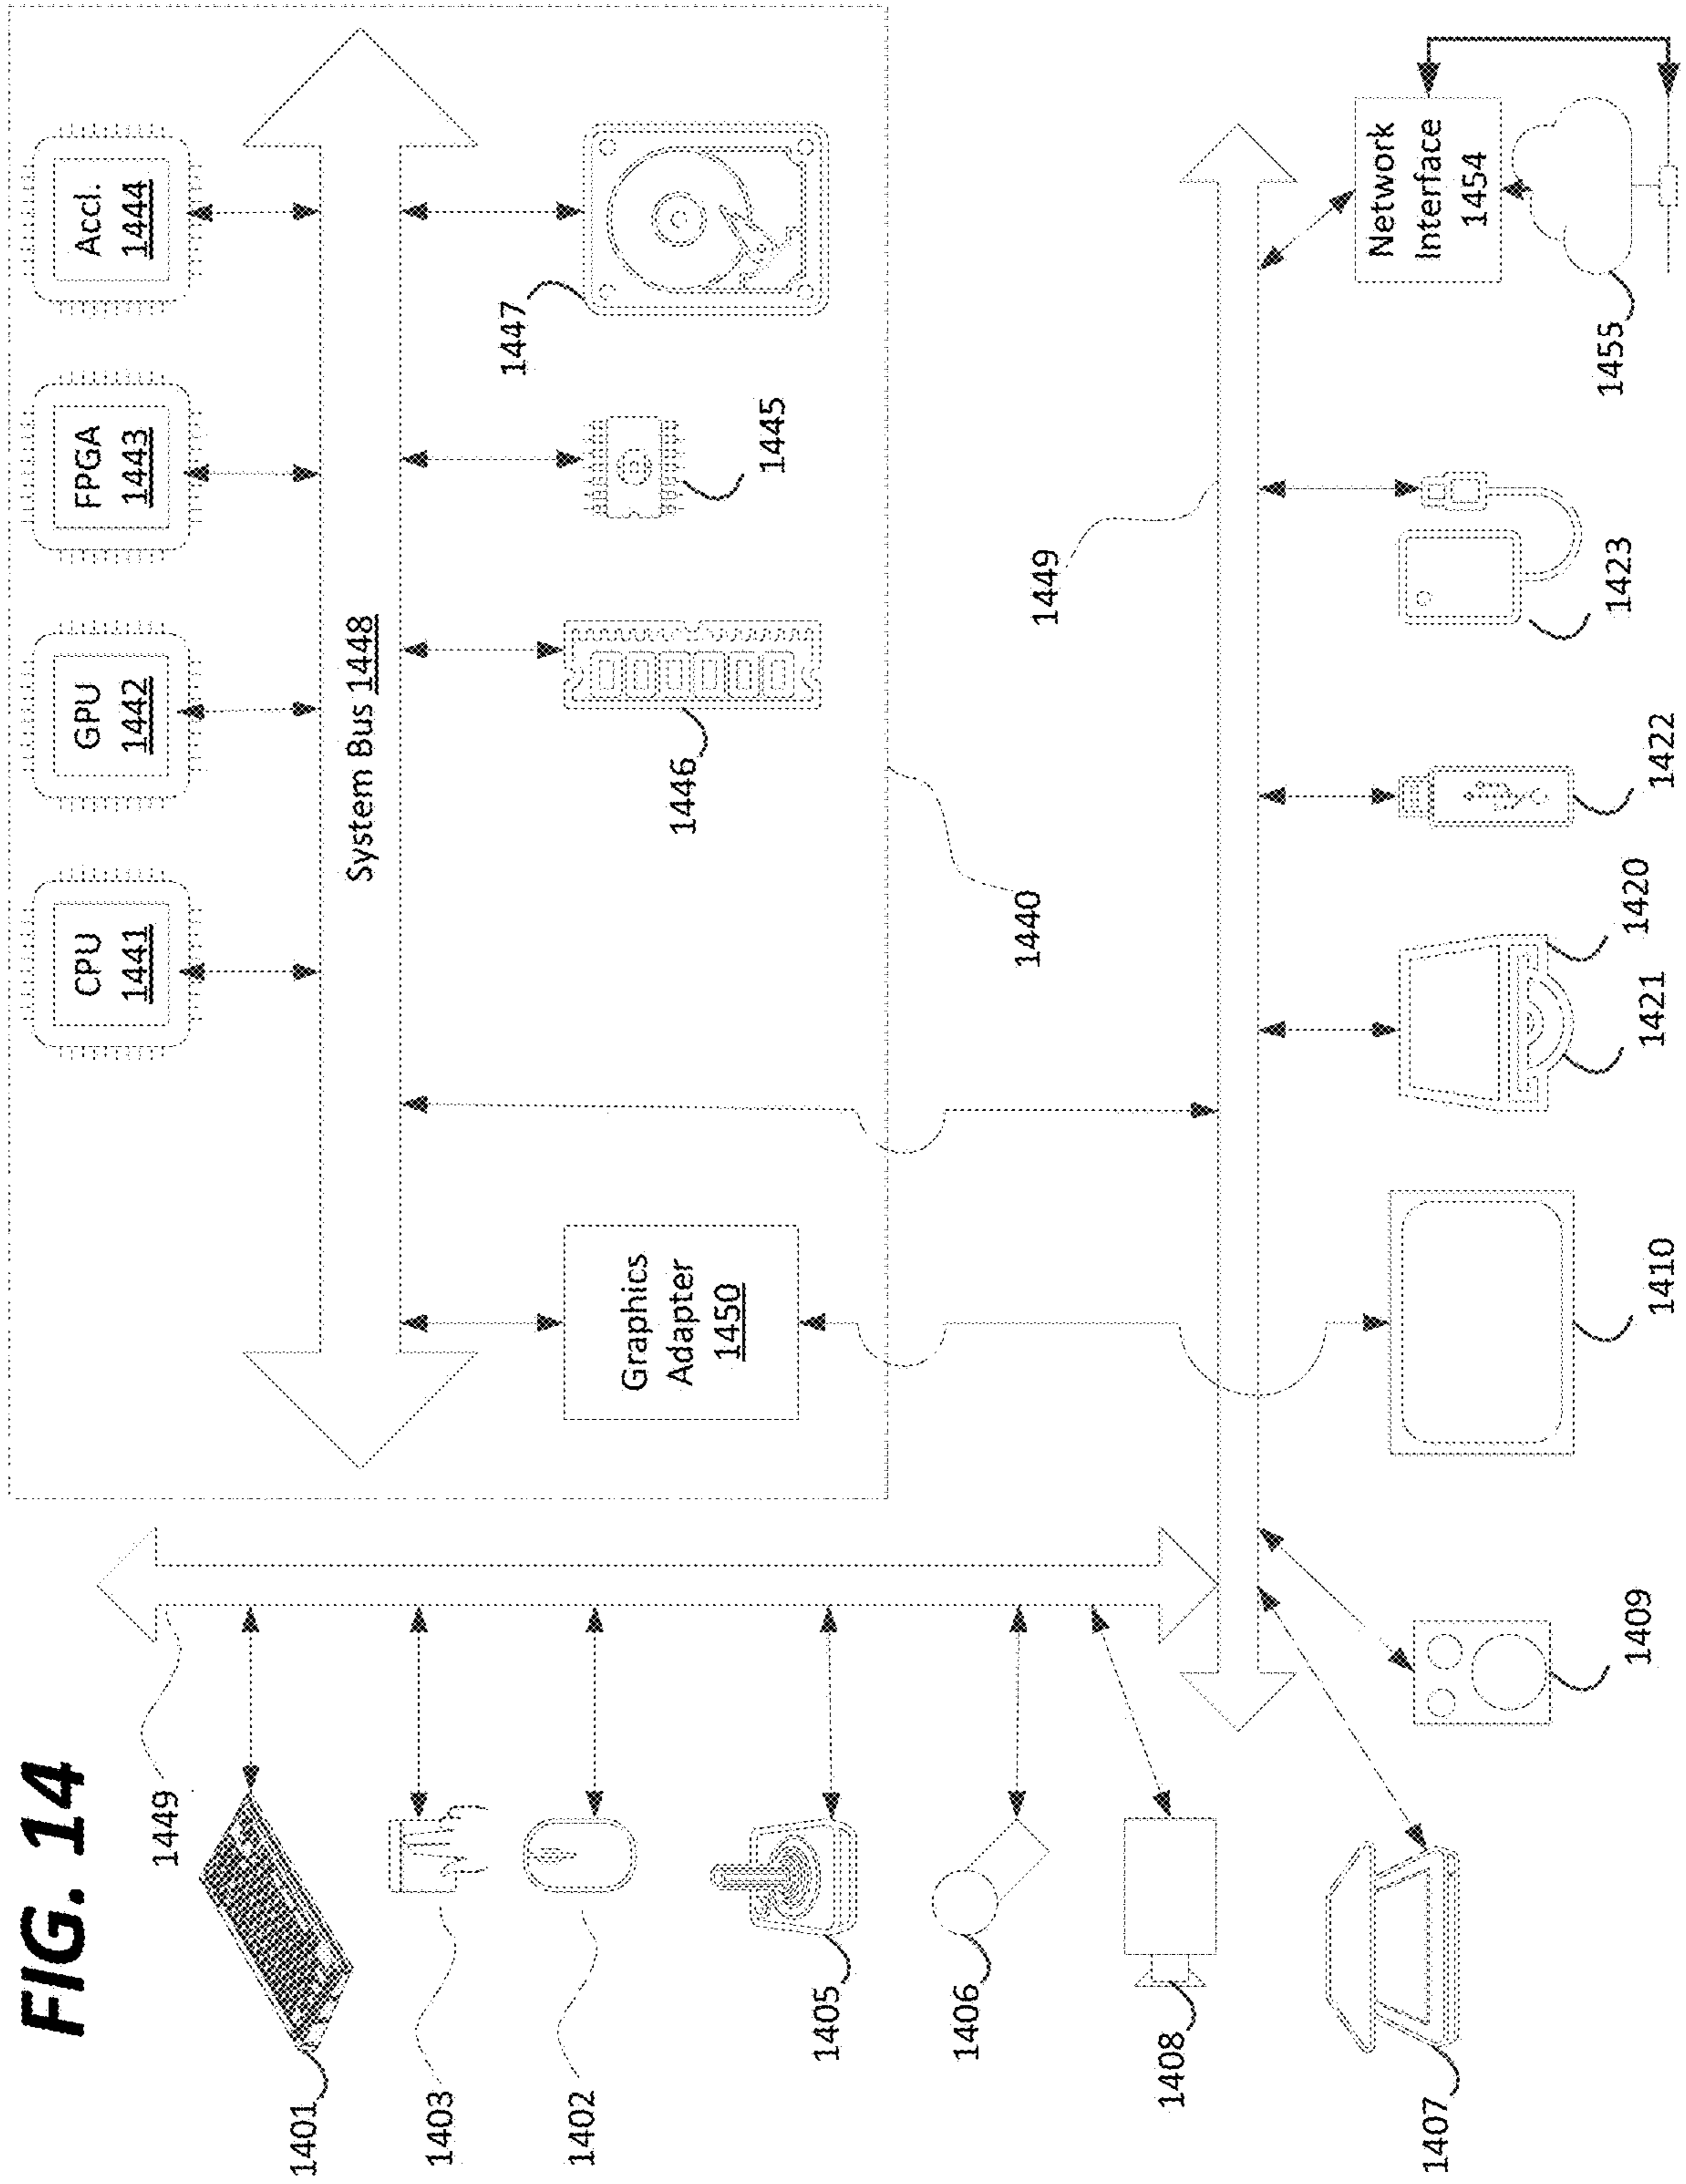 FIG. 14
1449
1401
1403
1402
1405
1406
1408
1407
CPU
1441
GPU
1442
FPGA
1443
Accl.
1444
System Bus 1448
Graphics
Adapter
1450
1446
1445
1447
1440
1449
1409
1410
1421
1420
1422
1423
1455
Network
Interface
1454